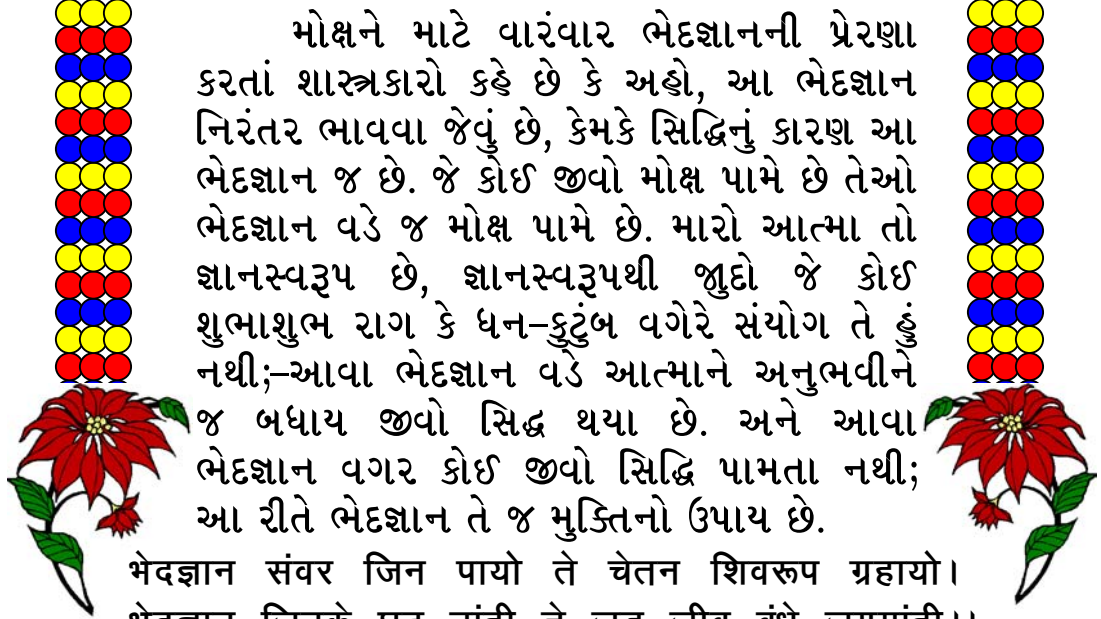 મોક્ષને માટે વારંવાર ભેદજ્ઞાનની પ્રેરણા
કરતાં શાસ્ત્રકારો કહે છે કે અહો, આ ભેદજ્ઞાન
નિરંતર ભાવવા જેવું છે, કેમકે સિદ્ધિનું કારણ આ
ભેદજ્ઞાન જ છે. જે કોઈ જીવો મોક્ષ પામે છે તેઓ
ભેદજ્ઞાન વડે જ મોક્ષ પામે છે. મારો આત્મા તો
જ્ઞાનસ્વરૂપ છે, જ્ઞાનસ્વરૂપથી જાુદો જે કોઈ
શુભાશુભ રાગ કે ધન–કુટુંબ વગેરે સંયોગ તે હું
નથી;–આવા ભેદજ્ઞાન વડે આત્માને અનુભવીને
જ બધાય જીવો સિદ્ધ થયા છે. અને આવા
ભેદજ્ઞાન વગર કોઈ જીવો સિદ્ધિ પામતા નથી;
આ રીતે ભેદજ્ઞાન તે જ મુક્તિનો ઉપાય છે.
भेदज्ञान संवर जिन पायो ते चेतन शिवरूप ग्रहायो।